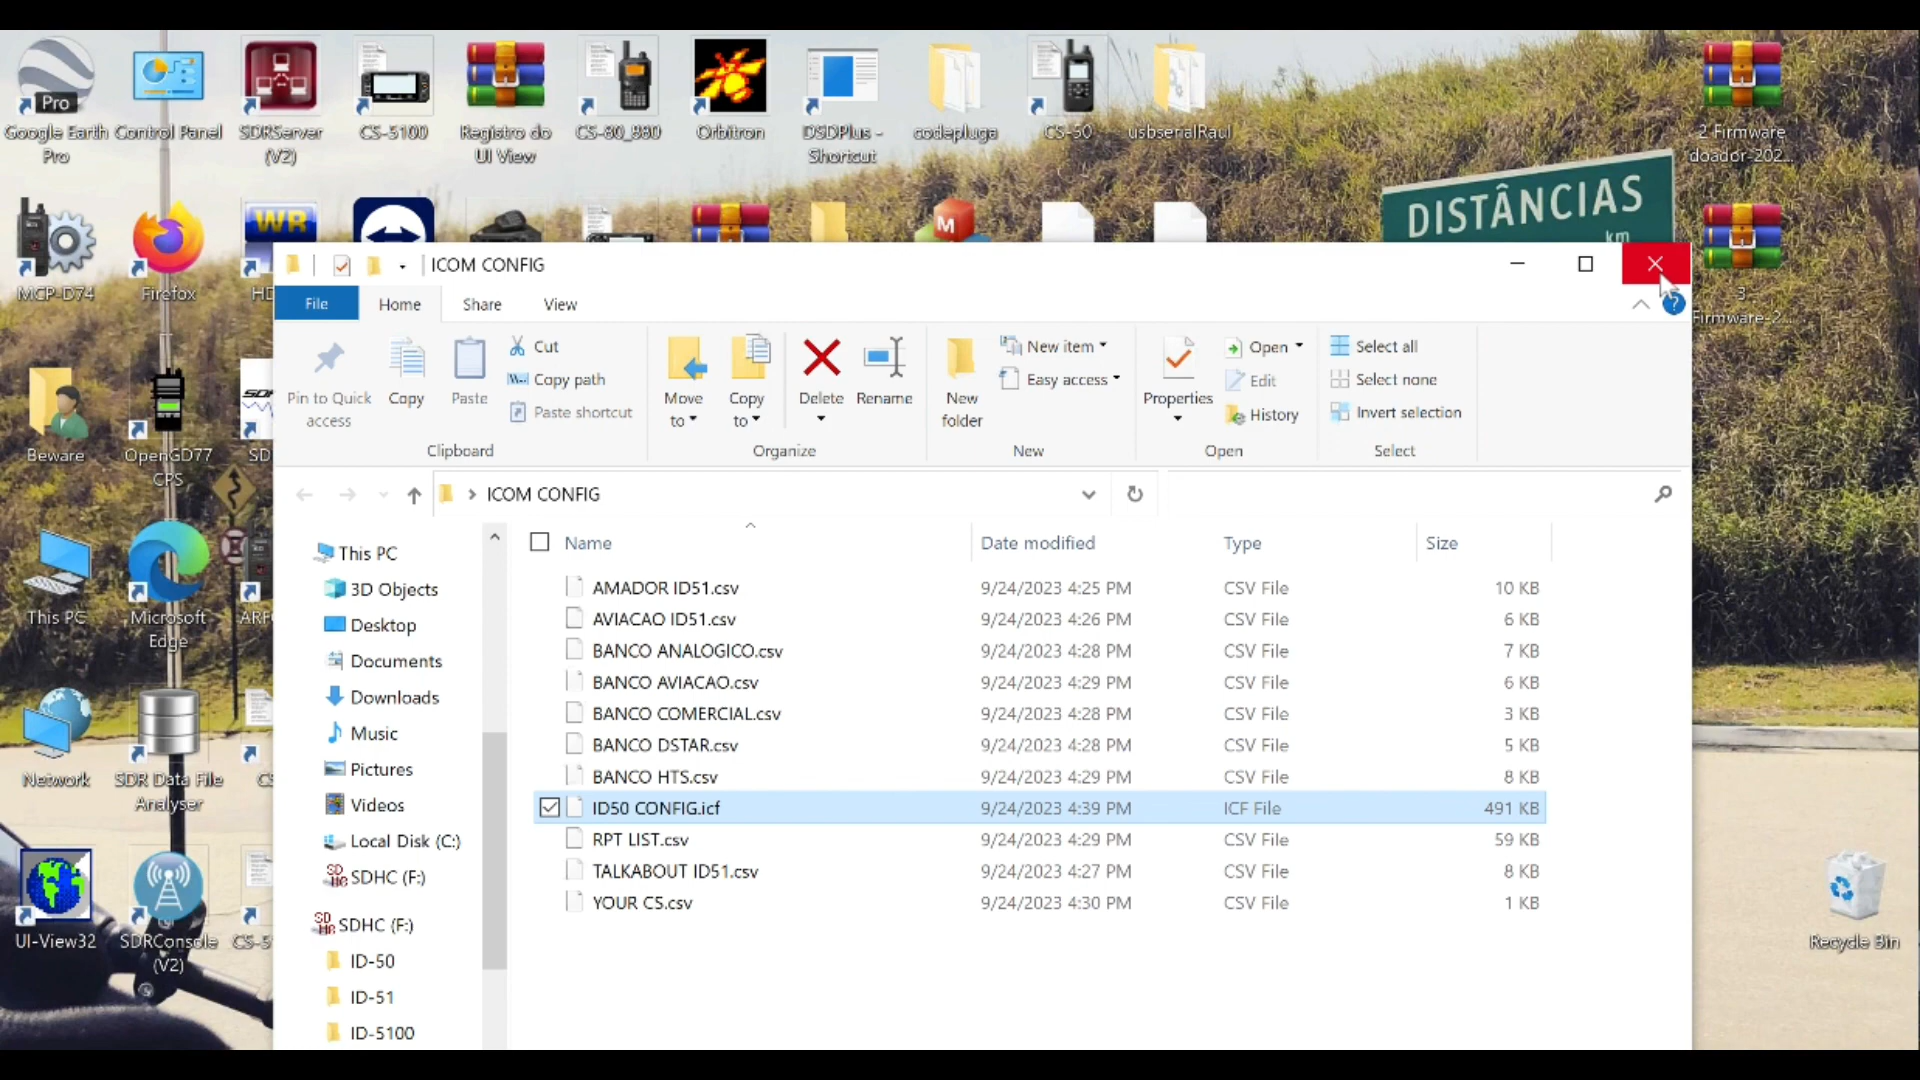 Pro
Google Earth Pro
Control Panel
SDRServer (V2)
CS-5100
Registro do UI View
CS-80_880
Orbitron
DSDPlus - Shortcut
codepluga
CS-50
usbserialRaul
2 Firmware doador-202...
DISTÂNCIAS
km
MCP-D74
Firefox
WR
HD
M
3.
Firmware-2...
ICOM CONFIG
File
Home
Share
View
?
Pin to Quick access
Copy
Paste
Cut
Copy path
Paste shortcut
Clipboard
Move to
Copy to
Delete
Rename
Organize
New folder
New item
Easy access
New
Properties
Open
Edit
History
Open
Select all
Select none
Invert selection
Select
Beware
OpenGD77 CPS
SD
ICOM CONFIG
Name
Date modified
Type
Size
This PC
3D Objects
Desktop
Documents
Downloads
Music
Pictures
Videos
Local Disk (C:)
SDHC (F:)
SDHC (F:)
ID-50
ID-51
ID-5100
AMADOR ID51.csv 9/24/2023 4:25 PM CSV File 10 KB
AVIACAO ID51.csv 9/24/2023 4:26 PM CSV File 6 KB
BANCO ANALOGICO.csv 9/24/2023 4:28 PM CSV File 7 KB
BANCO AVIACAO.csv 9/24/2023 4:29 PM CSV File 6 KB
BANCO COMERCIAL.csv 9/24/2023 4:28 PM CSV File 3 KB
BANCO DSTAR.csv 9/24/2023 4:28 PM CSV File 5 KB
BANCO HTS.csv 9/24/2023 4:29 PM CSV File 8 KB
ID50 CONFIG.icf 9/24/2023 4:39 PM ICF File 491 KB
RPT LIST.csv 9/24/2023 4:29 PM CSV File 59 KB
TALKABOUT ID51.csv 9/24/2023 4:27 PM CSV File 8 KB
YOUR CS.csv 9/24/2023 4:30 PM CSV File 1 KB
This PC
Microsoft Edge
ARF
Network
SDR Data File Analyser
CS
UI-View32
SDRConsole (V2)
CS-5
Recycle Bin